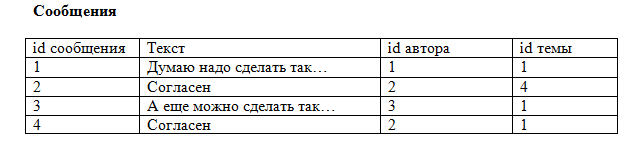 Сообщения
id сообщения Текст id автора id темы
1 Думаю надо сделать так… 1 1
2 Согласен 2 4
3 А еще можно сделать так… 3 1
4 Согласен 2 1